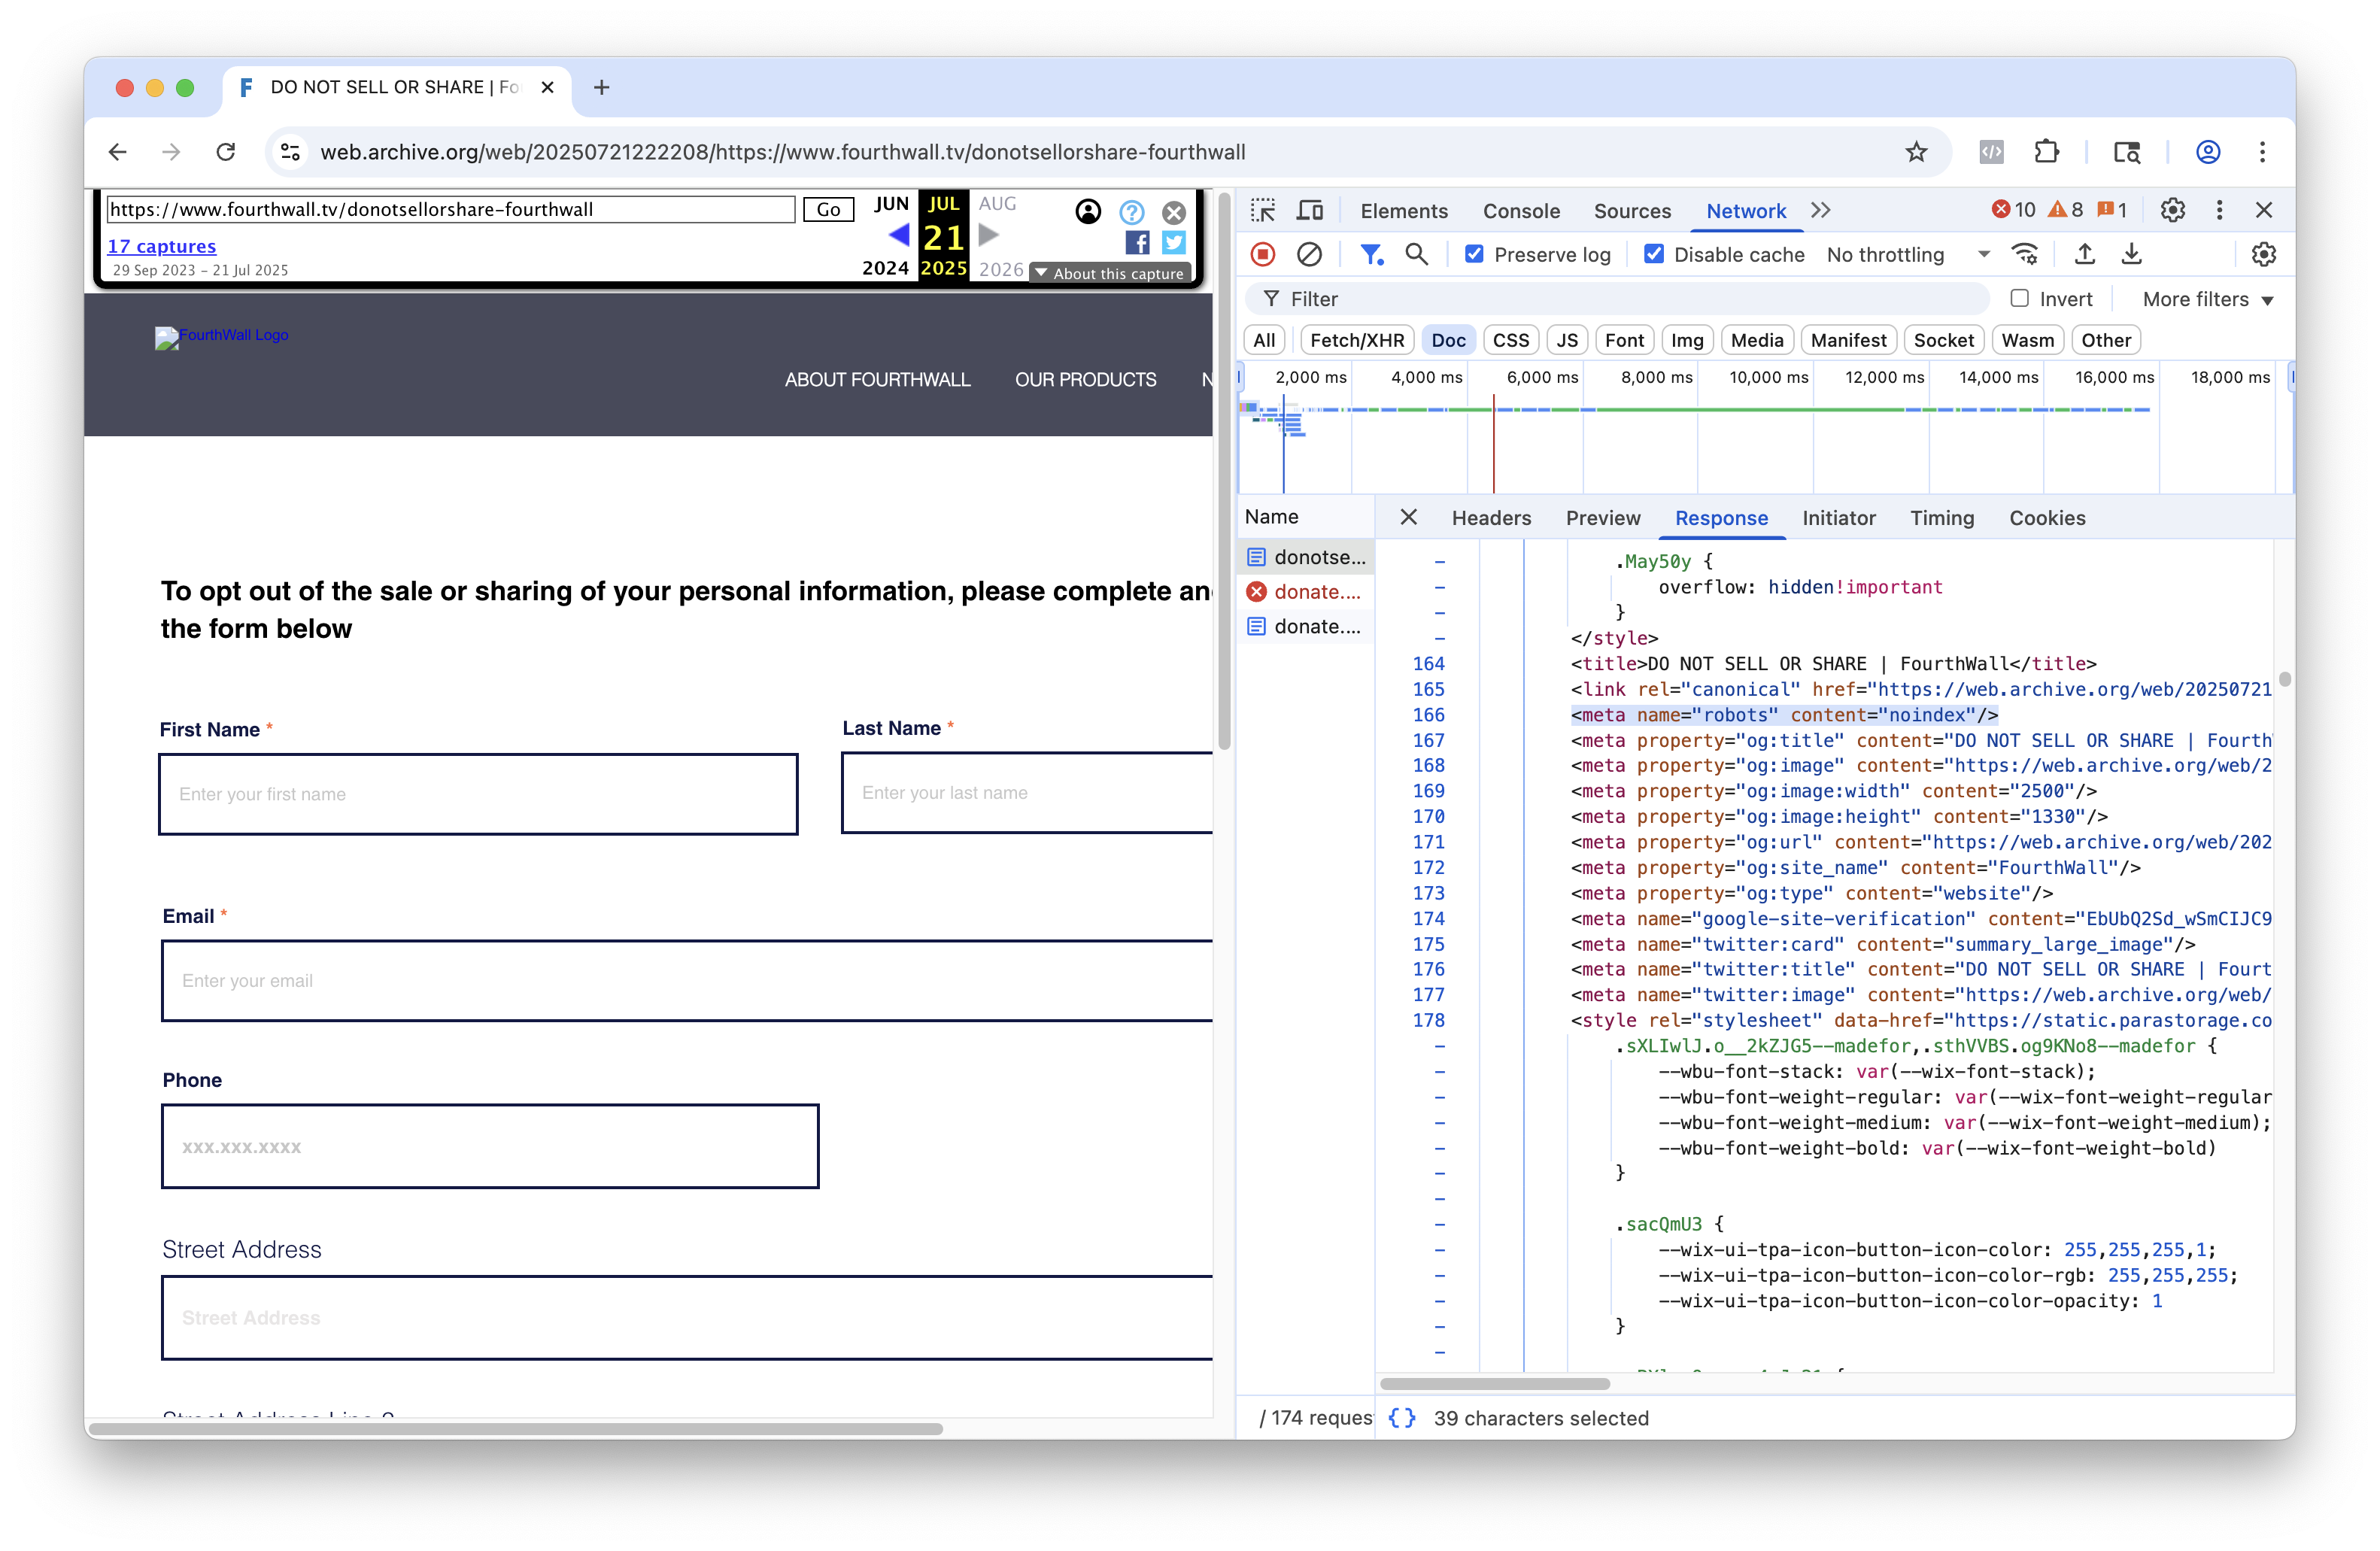 DO NOT SELL OR SHARE | Fo
web.archive.org/web/20250721222208/https://www.fourthwall.tv/donotsellorshare-fourthwall
https://www.fourthwall.tv/donotsellorshare-fourthwall
Go
JUN
JUL
AUG
17 captures
21
29 Sep 2023 – 21 Jul 2025
2024
2025
2026
▼ About this capture
FourthWall Logo
ABOUT FOURTHWALL
OUR PRODUCTS
N
To opt out of the sale or sharing of your personal information, please complete an
the form below
First Name *
Last Name *
Enter your first name
Enter your last name
Email *
Enter your email
Phone
xxx.xxx.xxxx
Street Address
Street Address
Street Address Line 2
Elements
Console
Sources
Network
10
8
1
Preserve log
Disable cache
No throttling
Filter
Invert
More filters
All
Fetch/XHR
Doc
CSS
JS
Font
Img
Media
Manifest
Socket
Wasm
Other
2,000 ms
4,000 ms
6,000 ms
8,000 ms
10,000 ms
12,000 ms
14,000 ms
16,000 ms
18,000 ms
Name
Headers
Preview
Response
Initiator
Timing
Cookies
donotse...
donate....
donate....
– .May50y {
– overflow: hidden!important
– }
– </style>
164 <title>DO NOT SELL OR SHARE | FourthWall</title>
165 <link rel="canonical" href="https://web.archive.org/web/20250721
166 <meta name="robots" content="noindex"/>
167 <meta property="og:title" content="DO NOT SELL OR SHARE | Fourth
168 <meta property="og:image" content="https://web.archive.org/web/2
169 <meta property="og:image:width" content="2500"/>
170 <meta property="og:image:height" content="1330"/>
171 <meta property="og:url" content="https://web.archive.org/web/202
172 <meta property="og:site_name" content="FourthWall"/>
173 <meta property="og:type" content="website"/>
174 <meta name="google-site-verification" content="EbUbQ2Sd_wSmCIJC9
175 <meta name="twitter:card" content="summary_large_image"/>
176 <meta name="twitter:title" content="DO NOT SELL OR SHARE | Fourt
177 <meta name="twitter:image" content="https://web.archive.org/web/
178 <style rel="stylesheet" data-href="https://static.parastorage.co
– .sXLIwlJ.o__2kZJG5--madefor,.sthVVBS.og9KNo8--madefor {
– --wbu-font-stack: var(--wix-font-stack);
– --wbu-font-weight-regular: var(--wix-font-weight-regular
– --wbu-font-weight-medium: var(--wix-font-weight-medium);
– --wbu-font-weight-bold: var(--wix-font-weight-bold)
– }
–
– .sacQmU3 {
– --wix-ui-tpa-icon-button-icon-color: 255,255,255,1;
– --wix-ui-tpa-icon-button-icon-color-rgb: 255,255,255;
– --wix-ui-tpa-icon-button-icon-color-opacity: 1
– }
–
/ 174 reques
{ } 39 characters selected